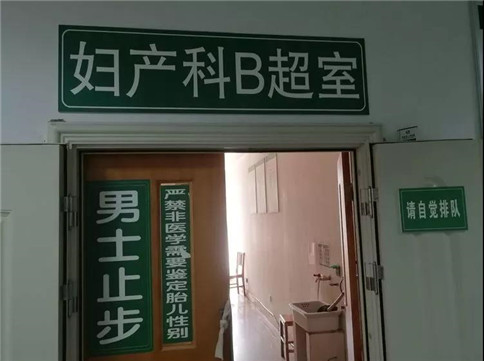 妇产科B超室
男士止步
严禁非医学需要鉴定胎儿性别
请自觉排队